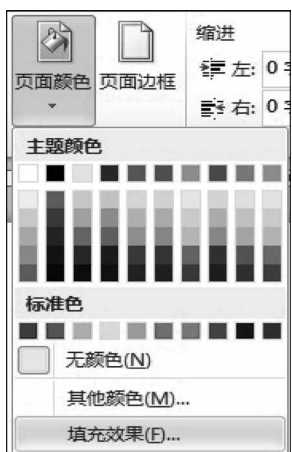 缩进
页面颜色 页面边框 左: 0
右: 0
主题颜色
标准色
无颜色(N)
其他颜色(M)...
填充效果(F)...